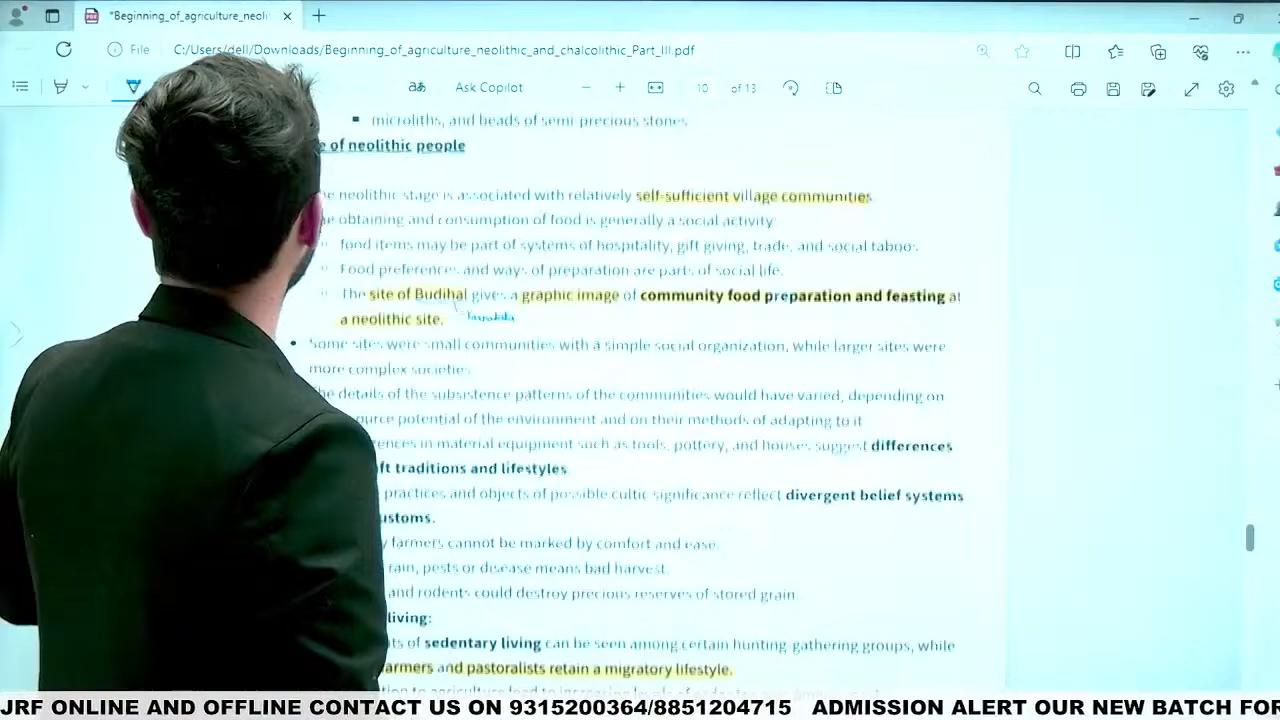 *Beginning_of_agriculture_neoli
File C:/Users/dell/Downloads/Beginning_of_agriculture_neolithic_and_chalcolithic_Part_III.pdf
Ask Copilot 10 of 13
microliths, and beads of semi precious stones.
e of neolithic people
he neolithic stage is associated with relatively self-sufficient village communities
he obtaining and consumption of food is generally a social activity
food items may be part of systems of hospitality, gift giving, trade, and social taboos.
Food preferences and ways of preparation are parts of social life.
The site of Budihal gives a graphic image of community food preparation and feasting at
a neolithic site.
Some sites were small communities with a simple social organization, while larger sites were
more complex societies
he details of the subsistence patterns of the communities would have varied, depending on
ource potential of the environment and on their methods of adapting to it
ences in material equipment such as tools, pottery, and houses suggest differences
ft traditions and lifestyles
practices and objects of possible cultic significance reflect divergent belief systems
ustoms.
y farmers cannot be marked by comfort and ease.
rain, pests or disease means bad harvest.
and rodents could destroy precious reserves of stored grain.
living:
ts of sedentary living can be seen among certain hunting gathering groups, while
armers and pastoralists retain a migratory lifestyle.
JRF ONLINE AND OFFLINE CONTACT US ON 9315200364/8851204715 ADMISSION ALERT OUR NEW BATCH FOR